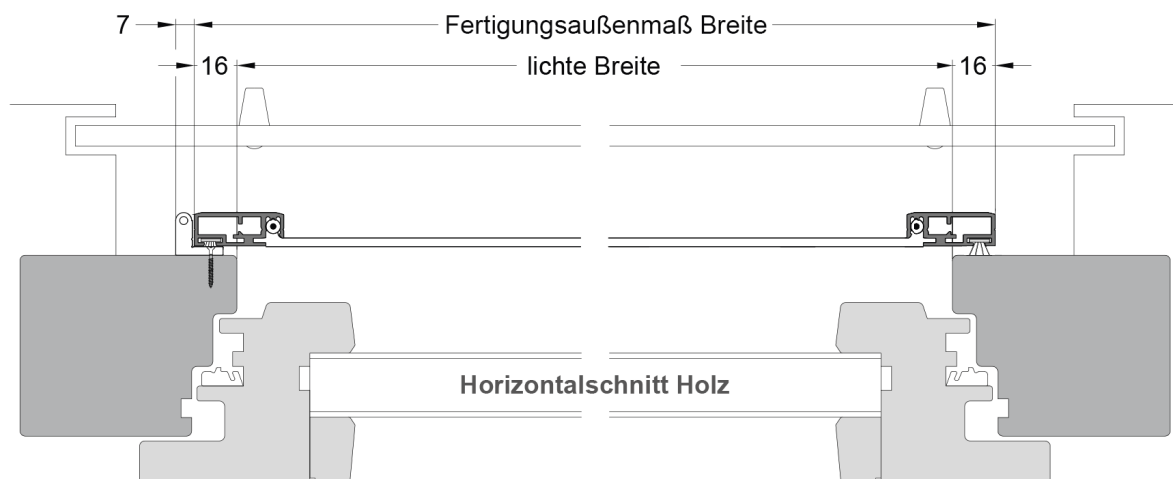 7 Fertigungsaußenmaß Breite
16 lichte Breite 16
Horizontalschnitt Holz